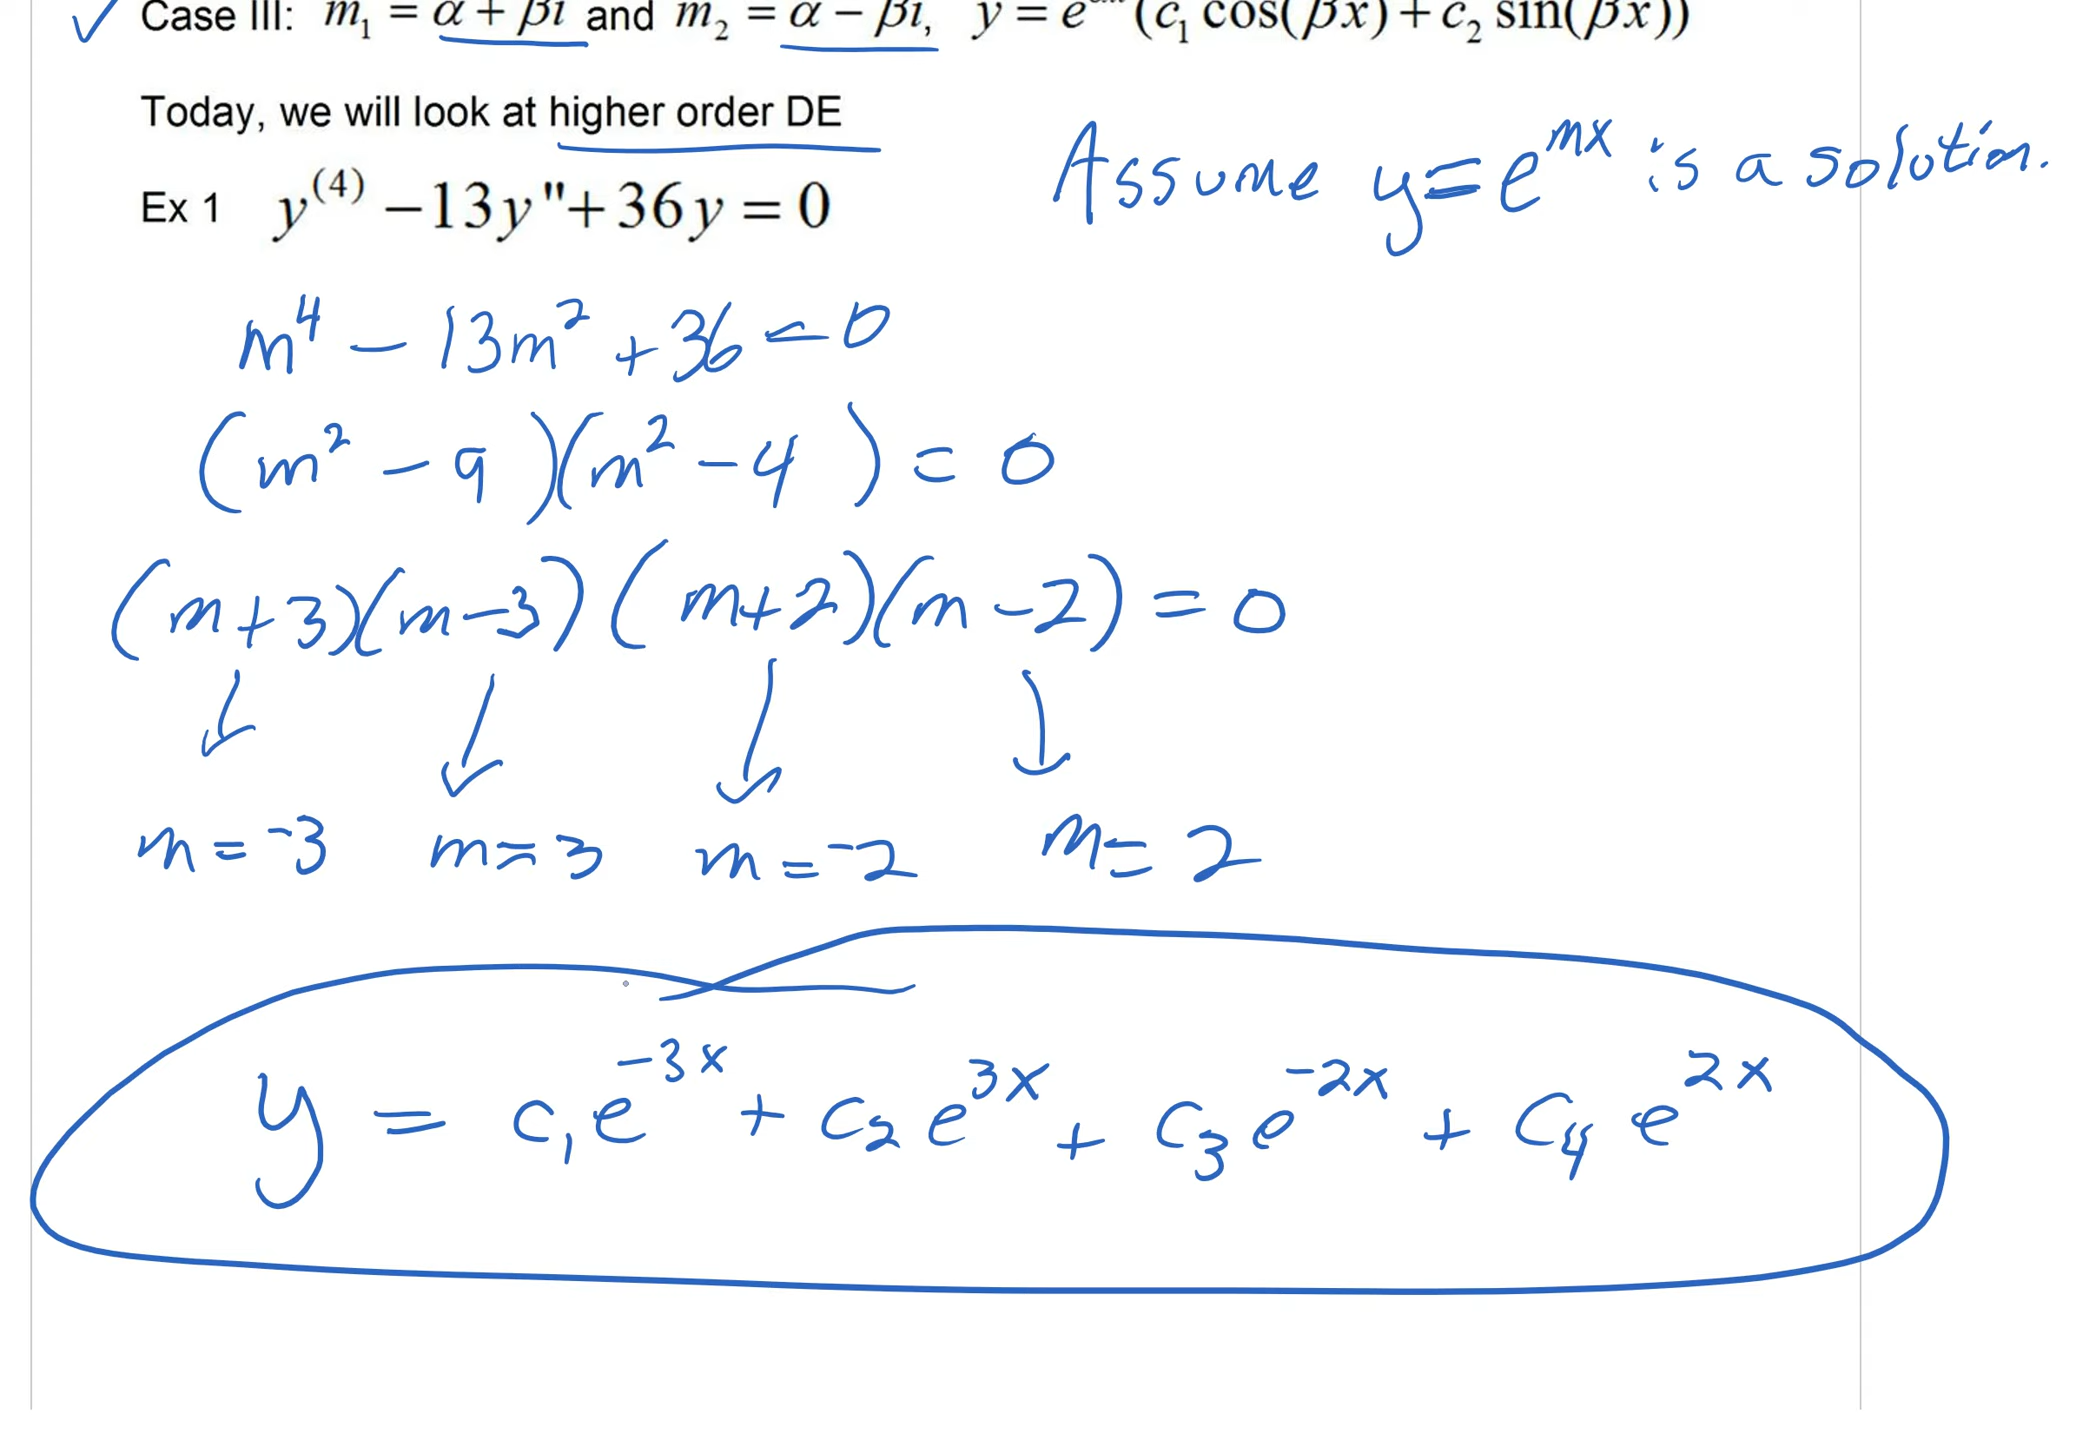 Case III: m₁ = α + βi and m₂ = α − βi, y = e (c₁ cos(βx) + c₂ sin(βx))
Today, we will look at higher order DE
Assume y = e^{mx} is a solution.
Ex 1 y⁽⁴⁾ − 13y" + 36y = 0
m⁴ − 13m² + 36 = 0
(m² − 9)(m² − 4) = 0
(m+3)(m−3)(m+2)(m−2) = 0
m = -3 m = 3 m = -2 m = 2
y = c₁e^{-3x} + c₂e^{3x} + c₃e^{-2x} + c₄e^{2x}